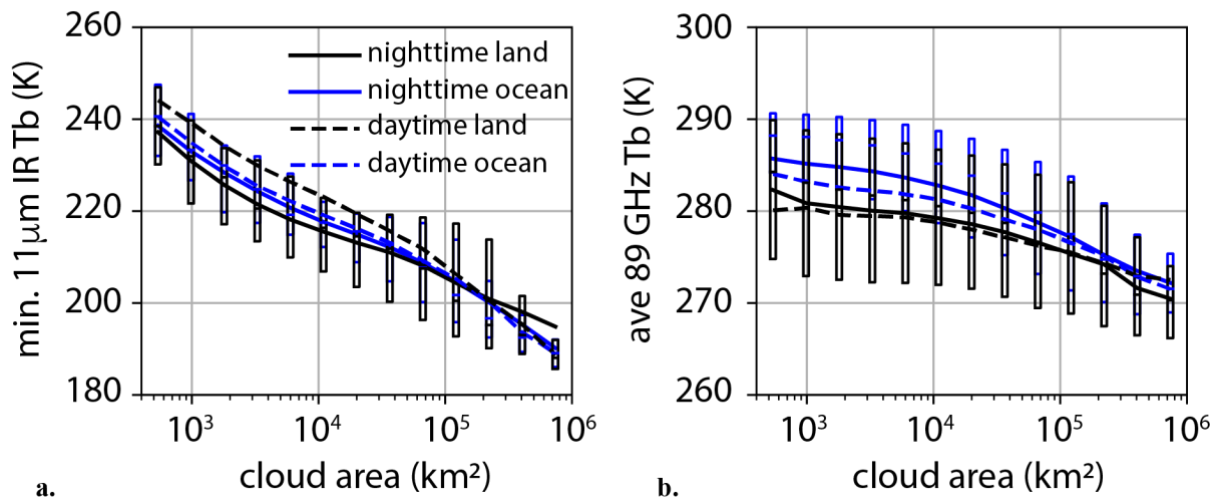 260
240
220
200
180
min. 11μm IR Tb (K)
nighttime land
nighttime ocean
daytime land
daytime ocean
10³
10⁴
10⁵
10⁶
cloud area (km²)
a.
300
290
280
270
260
ave 89 GHz Tb (K)
10³
10⁴
10⁵
10⁶
cloud area (km²)
b.